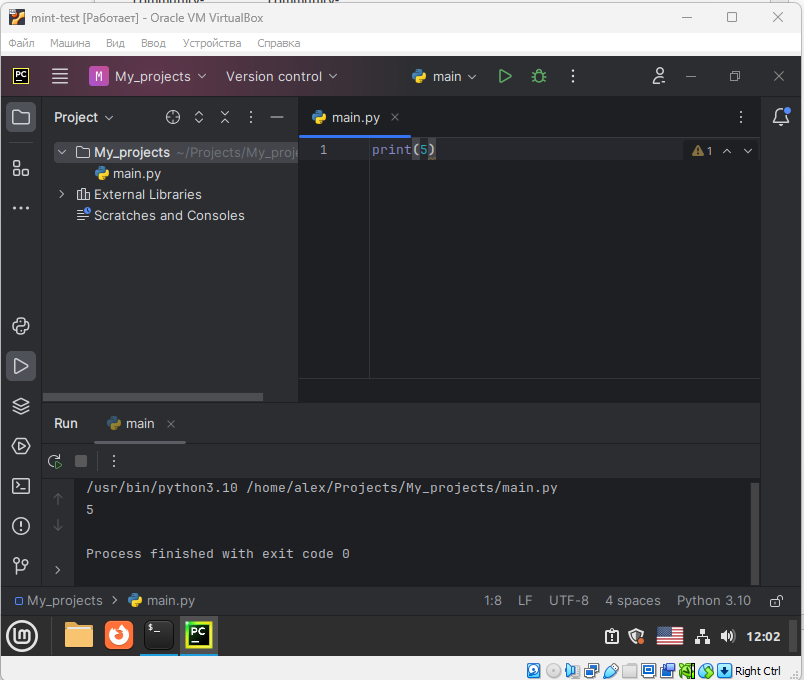 mint-test [Работает] - Oracle VM VirtualBox
Файл Машина Вид Ввод Устройства Справка
PC M My_projects Version control main
Project main.py
My_projects ~/Projects/My_proje 1 print(5) 1
main.py
External Libraries
Scratches and Consoles
Run main
/usr/bin/python3.10 /home/alex/Projects/My_projects/main.py
5
Process finished with exit code 0
My_projects > main.py 1:8 LF UTF-8 4 spaces Python 3.10
PC 12:02
Right Ctrl